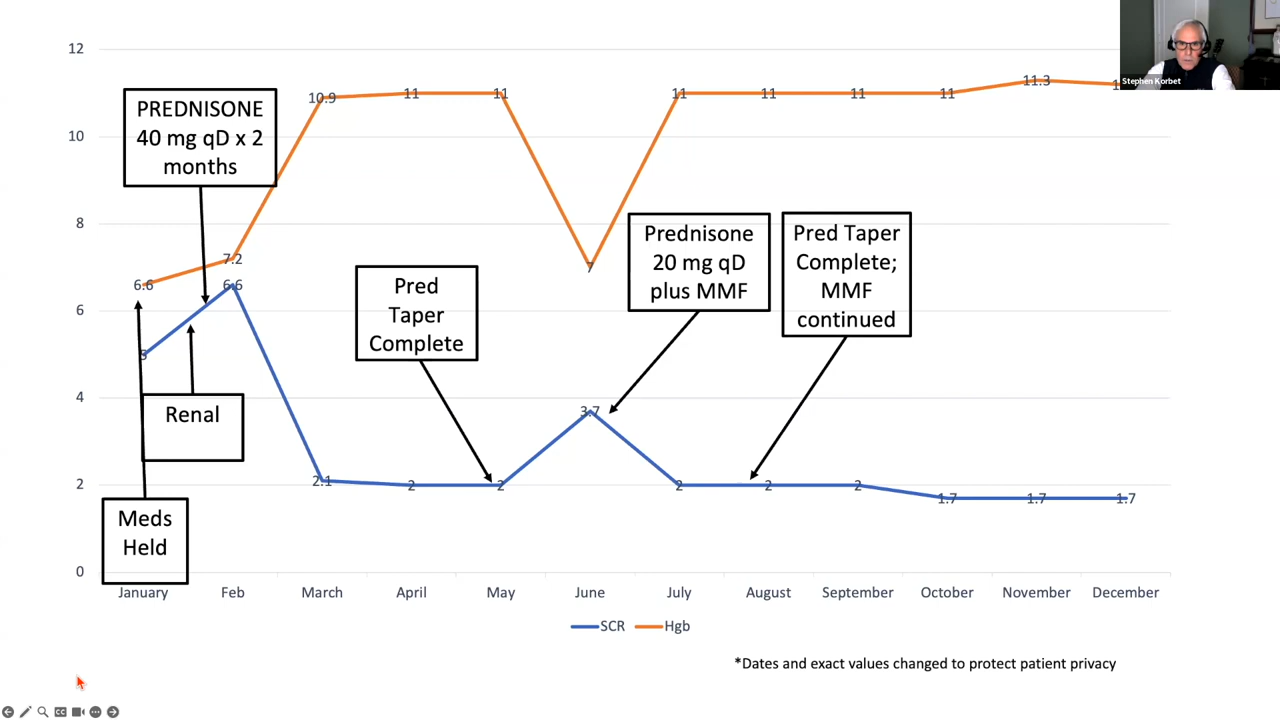 Stephen Korbet
12
10
8
6
4
2
0
PREDNISONE
40 mg qD x 2
months
Prednisone
20 mg qD
plus MMF
Pred Taper
Complete;
MMF
continued
Pred
Taper
Complete
Renal
Meds
Held
6.6
7.2
10.9
11
11
7
11
11
11
11
11.3
5
6.6
2.1
2
2
3.7
2
2
2
1.7
1.7
1.7
January
Feb
March
April
May
June
July
August
September
October
November
December
SCR
Hgb
*Dates and exact values changed to protect patient privacy